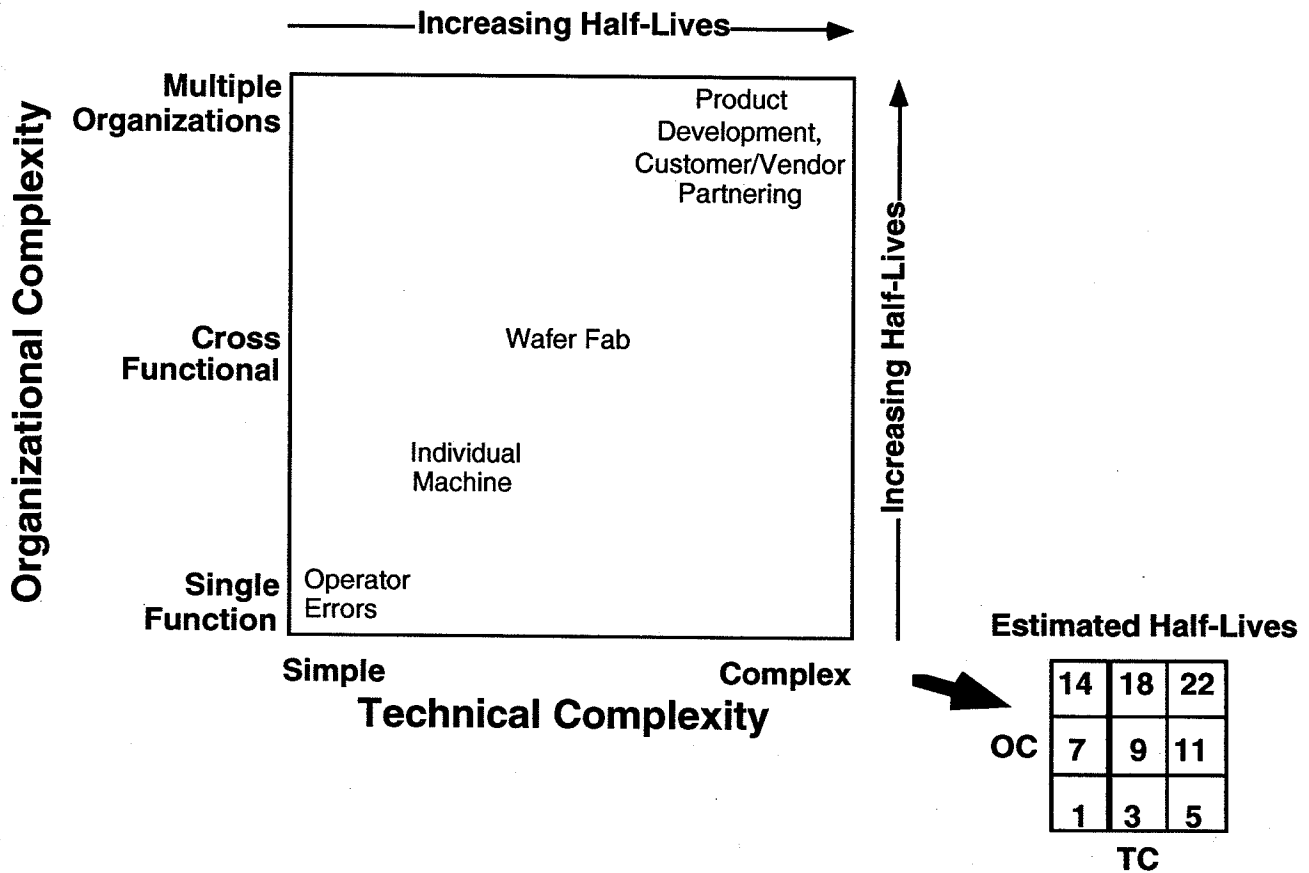 Increasing Half-Lives
Multiple
Organizations
Product
Development,
Customer/Vendor
Partnering
Organizational Complexity
Cross
Functional
Wafer Fab
Increasing Half-Lives
Individual
Machine
Single
Function
Operator
Errors
Simple
Complex
Technical Complexity
Estimated Half-Lives
14 18 22
OC 7 9 11
1 3 5
TC